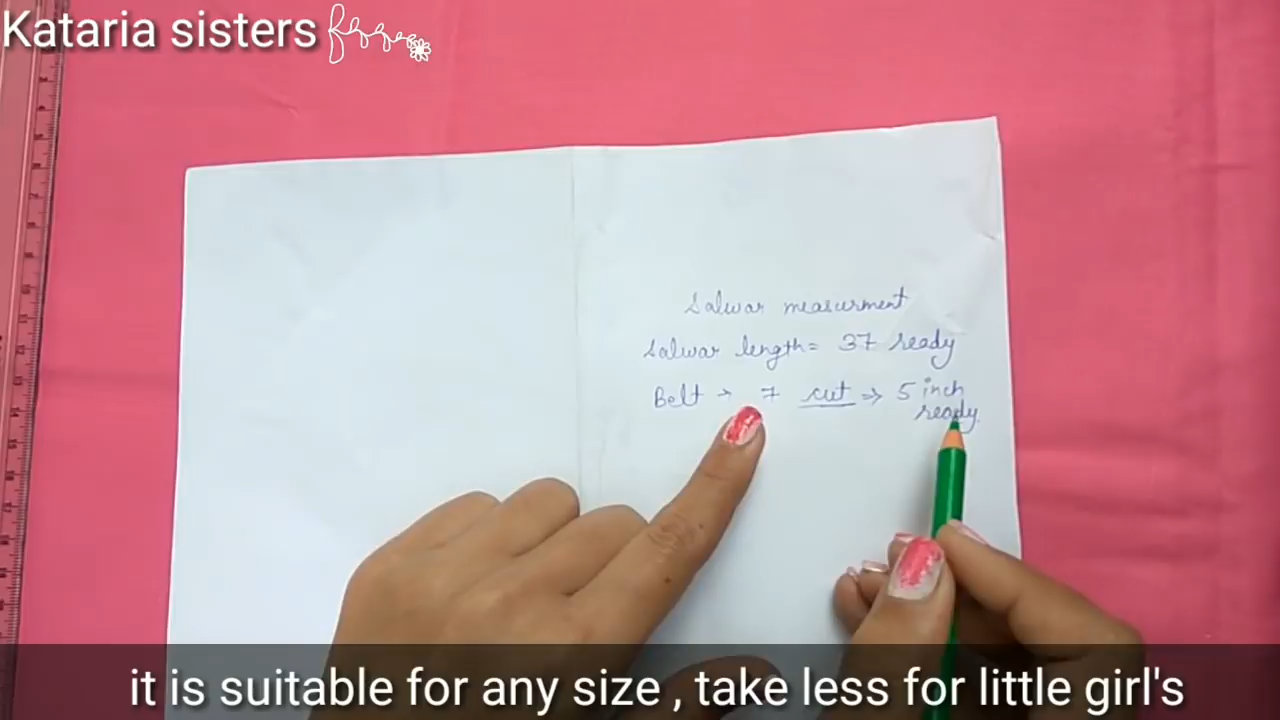 Kataria sisters
Salwar measurment
Salwar length = 37 ready
Belt → 7 cut ⇒ 5 inch
ready.
it is suitable for any size , take less for little girl's